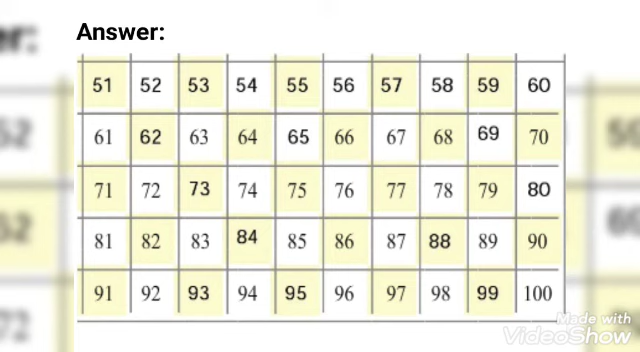 Answer:
51 52 53 54 55 56 57 58 59 60
61 62 63 64 65 66 67 68 69 70
71 72 73 74 75 76 77 78 79 80
81 82 83 84 85 86 87 88 89 90
91 92 93 94 95 96 97 98 99 100
Made with
VideoShow